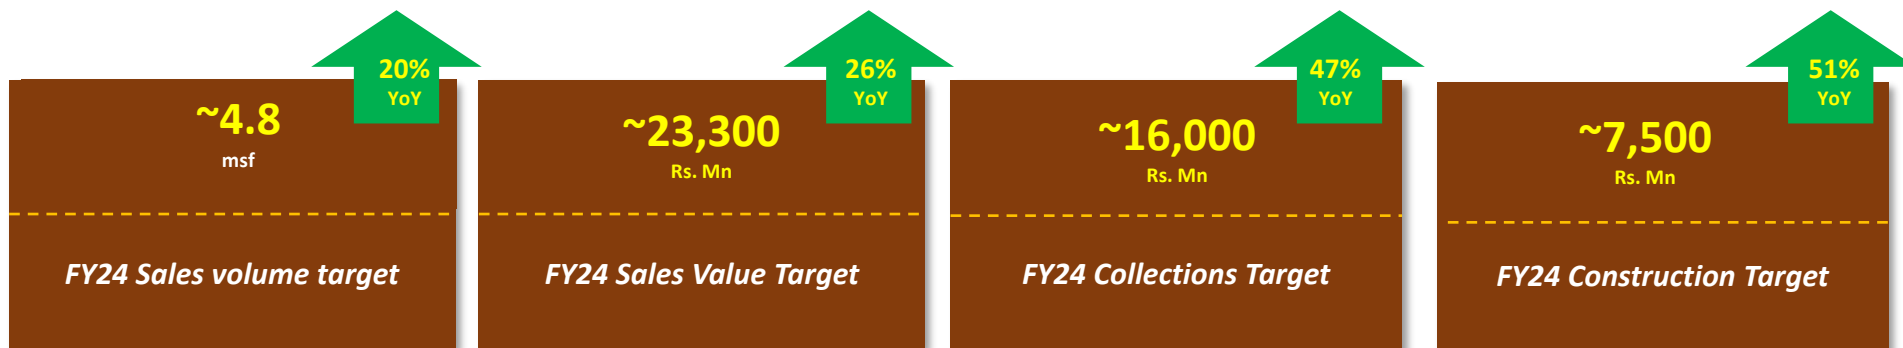 20%
YoY
~4.8
msf
FY24 Sales volume target
26%
YoY
~23,300
Rs. Mn
FY24 Sales Value Target
47%
YoY
~16,000
Rs. Mn
FY24 Collections Target
51%
YoY
~7,500
Rs. Mn
FY24 Construction Target